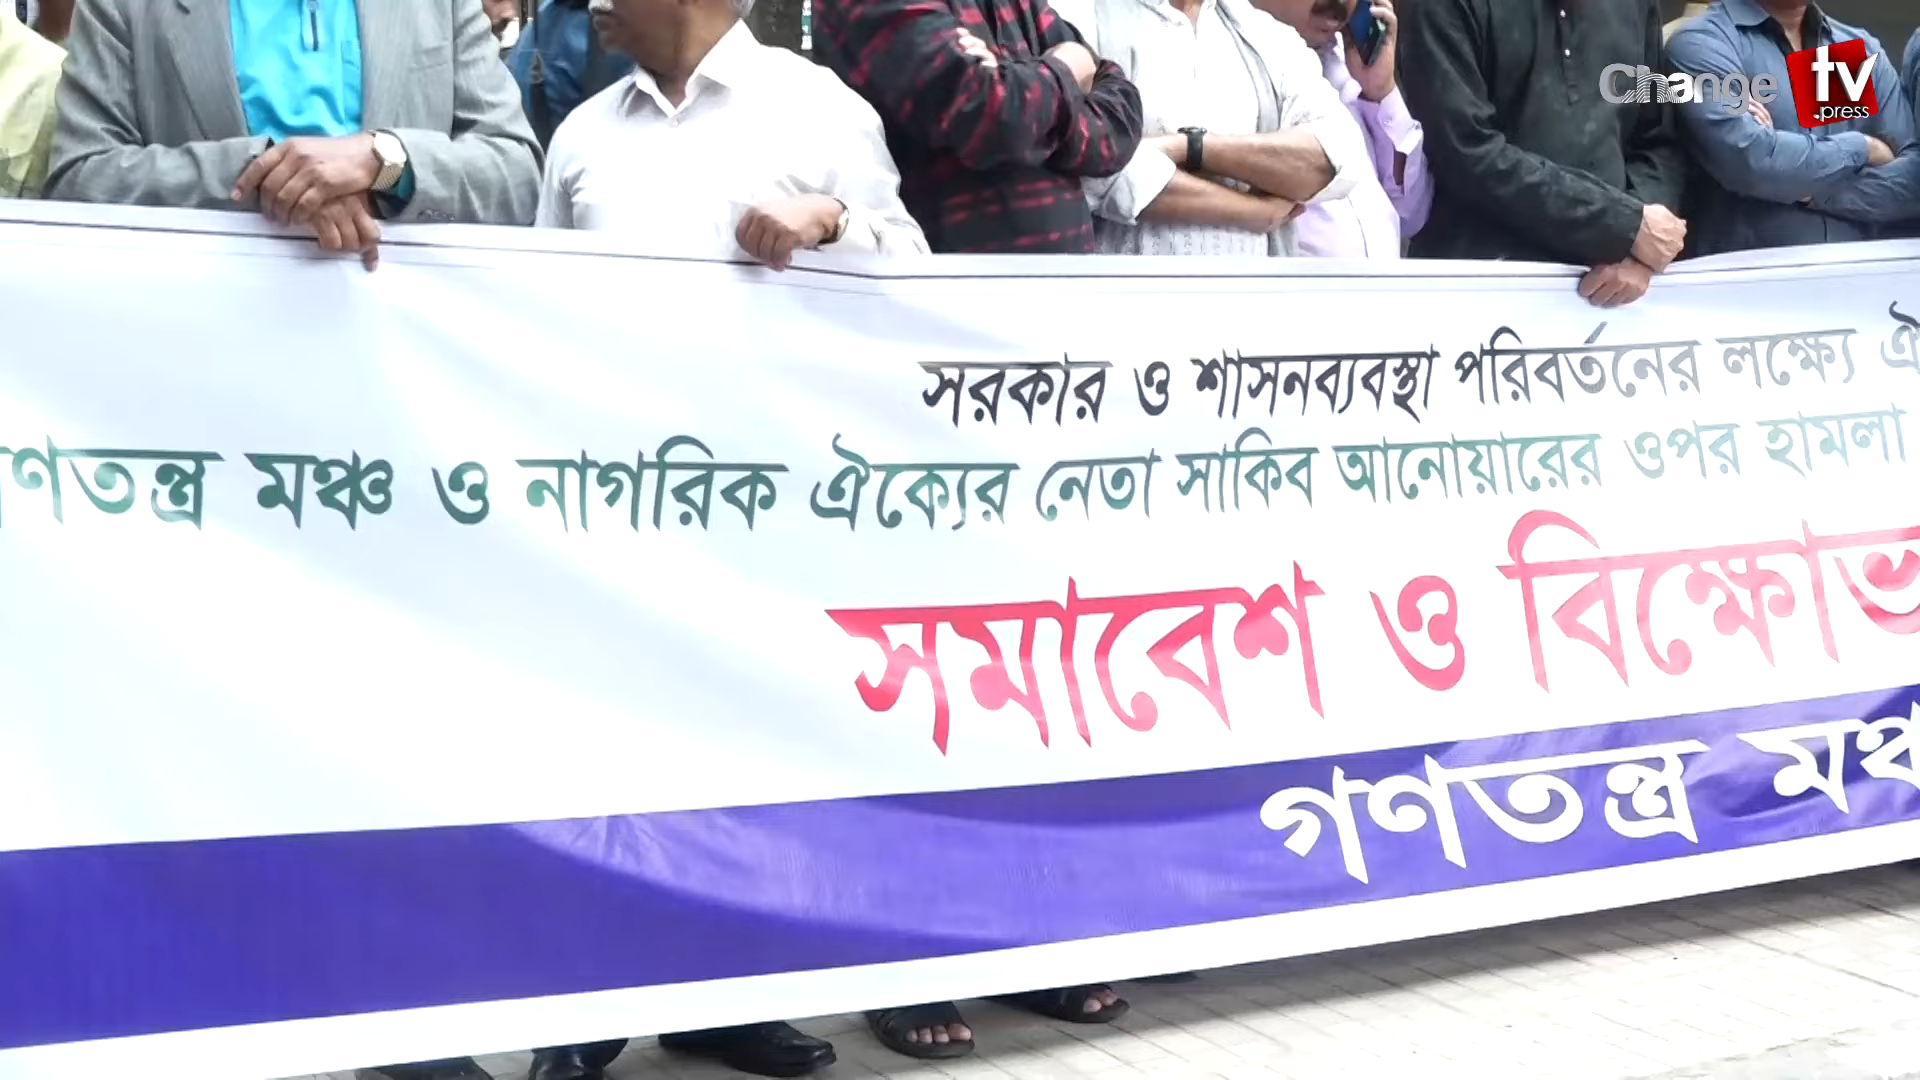 Change tv .press
সরকার ও শাসনব্যবস্থা পরিবর্তনের লক্ষ্যে
গণতন্ত্র মঞ্চ ও নাগরিক ঐক্যের নেতা সাকিব আনোয়ারের ওপর হামলা
সমাবেশ ও বিক্ষোভ
গণতন্ত্র মঞ্চ